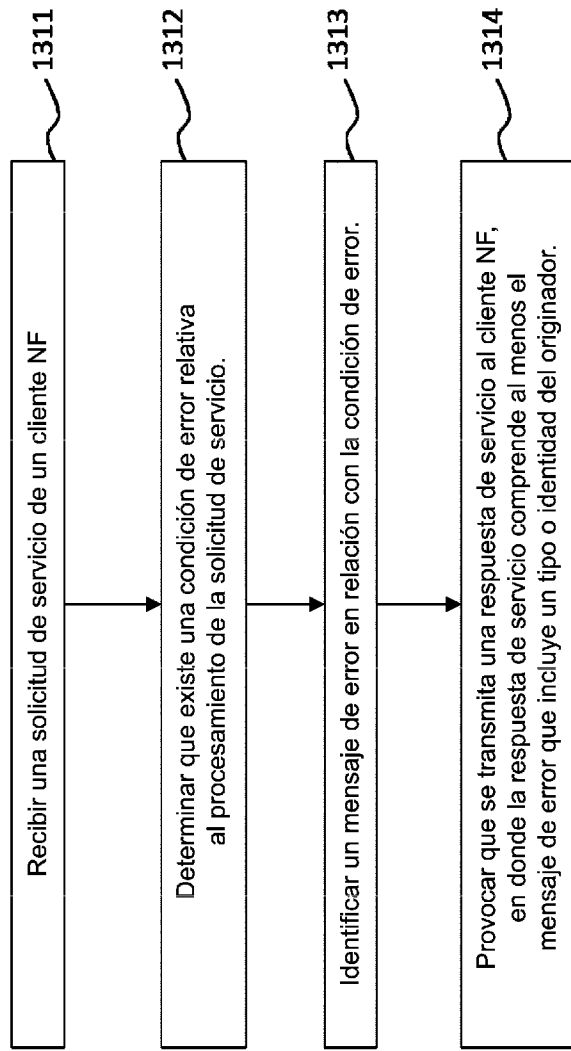 Recibir una solicitud de servicio de un cliente NF
1311
Determinar que existe una condición de error relativa
al procesamiento de la solicitud de servicio.
1312
Identificar un mensaje de error en relación con la condición de error.
1313
Provocar que se transmita una respuesta de servicio al cliente NF,
en donde la respuesta de servicio comprende al menos el
mensaje de error que incluye un tipo o identidad del originador.
1314